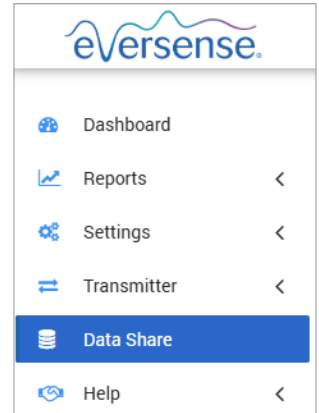 eversense.
Dashboard
Reports
Settings
Transmitter
Data Share
Help